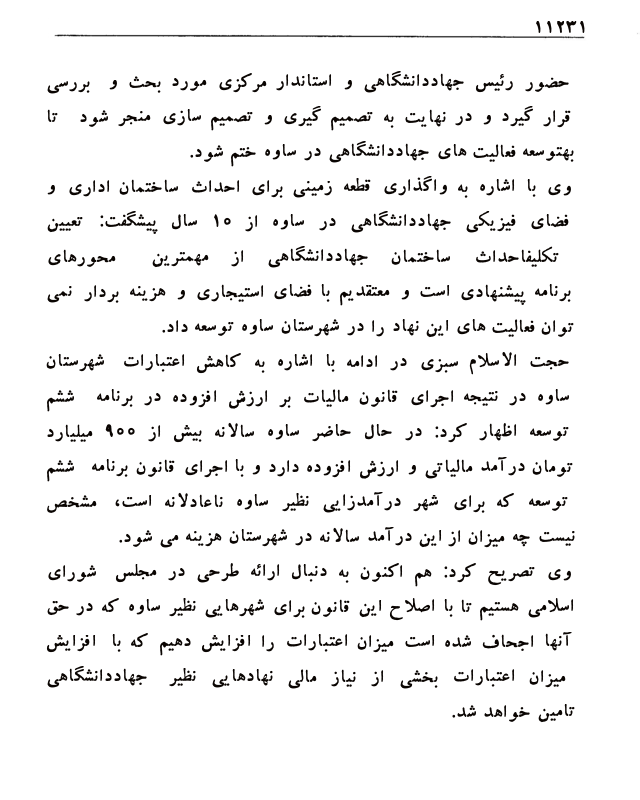 ۱۱۲۳۱
حضور رئیس جهاددانشگاهی و استاندار مرکزی مورد بحث و بررسی
قرار گیرد و در نهایت به تصمیم گیری و تصمیم سازی منجر شود تا
بهتوسعه فعالیت های جهاددانشگاهی در ساوه ختم شود.
وی با اشاره به واگذاری قطعه زمینی برای احداث ساختمان اداری و
فضای فیزیکی جهاددانشگاهی در ساوه از ۱۵ سال پیشگفت: تعیین
تکلیفاحداث ساختمان جهاددانشگاهی از مهمترین محورهای
برنامه پیشنهادی است و معتقدیم با فضای استیجاری و هزینه بردار نمی
توان فعالیت های این نهاد را در شهرستان ساوه توسعه داد.
حجت الاسلام سبزی در ادامه با اشاره به کاهش اعتبارات شهرستان
ساوه در نتیجه اجرای قانون مالیات بر ارزش افزوده در برنامه ششم
توسعه اظهار کرد: در حال حاضر ساوه سالانه بیش از ۹۰۰ میلیارد
تومان درآمد مالیاتی و ارزش افزوده دارد و با اجرای قانون برنامه ششم
توسعه که برای شهر درآمدزایی نظیر ساوه ناعادلانه است، مشخص
نیست چه میزان از این درآمد سالانه در شهرستان هزینه می شود.
وی تصریح کرد: هم اکنون به دنبال ارائه طرحی در مجلس شورای
اسلامی هستیم تا با اصلاح این قانون برای شهرهایی نظیر ساوه که در حق
آنها اجحاف شده است میزان اعتبارات را افزایش دهیم که با افزایش
میزان اعتبارات بخشی از نیاز مالی نهادهایی نظیر جهاددانشگاهی
تامین خواهد شد.